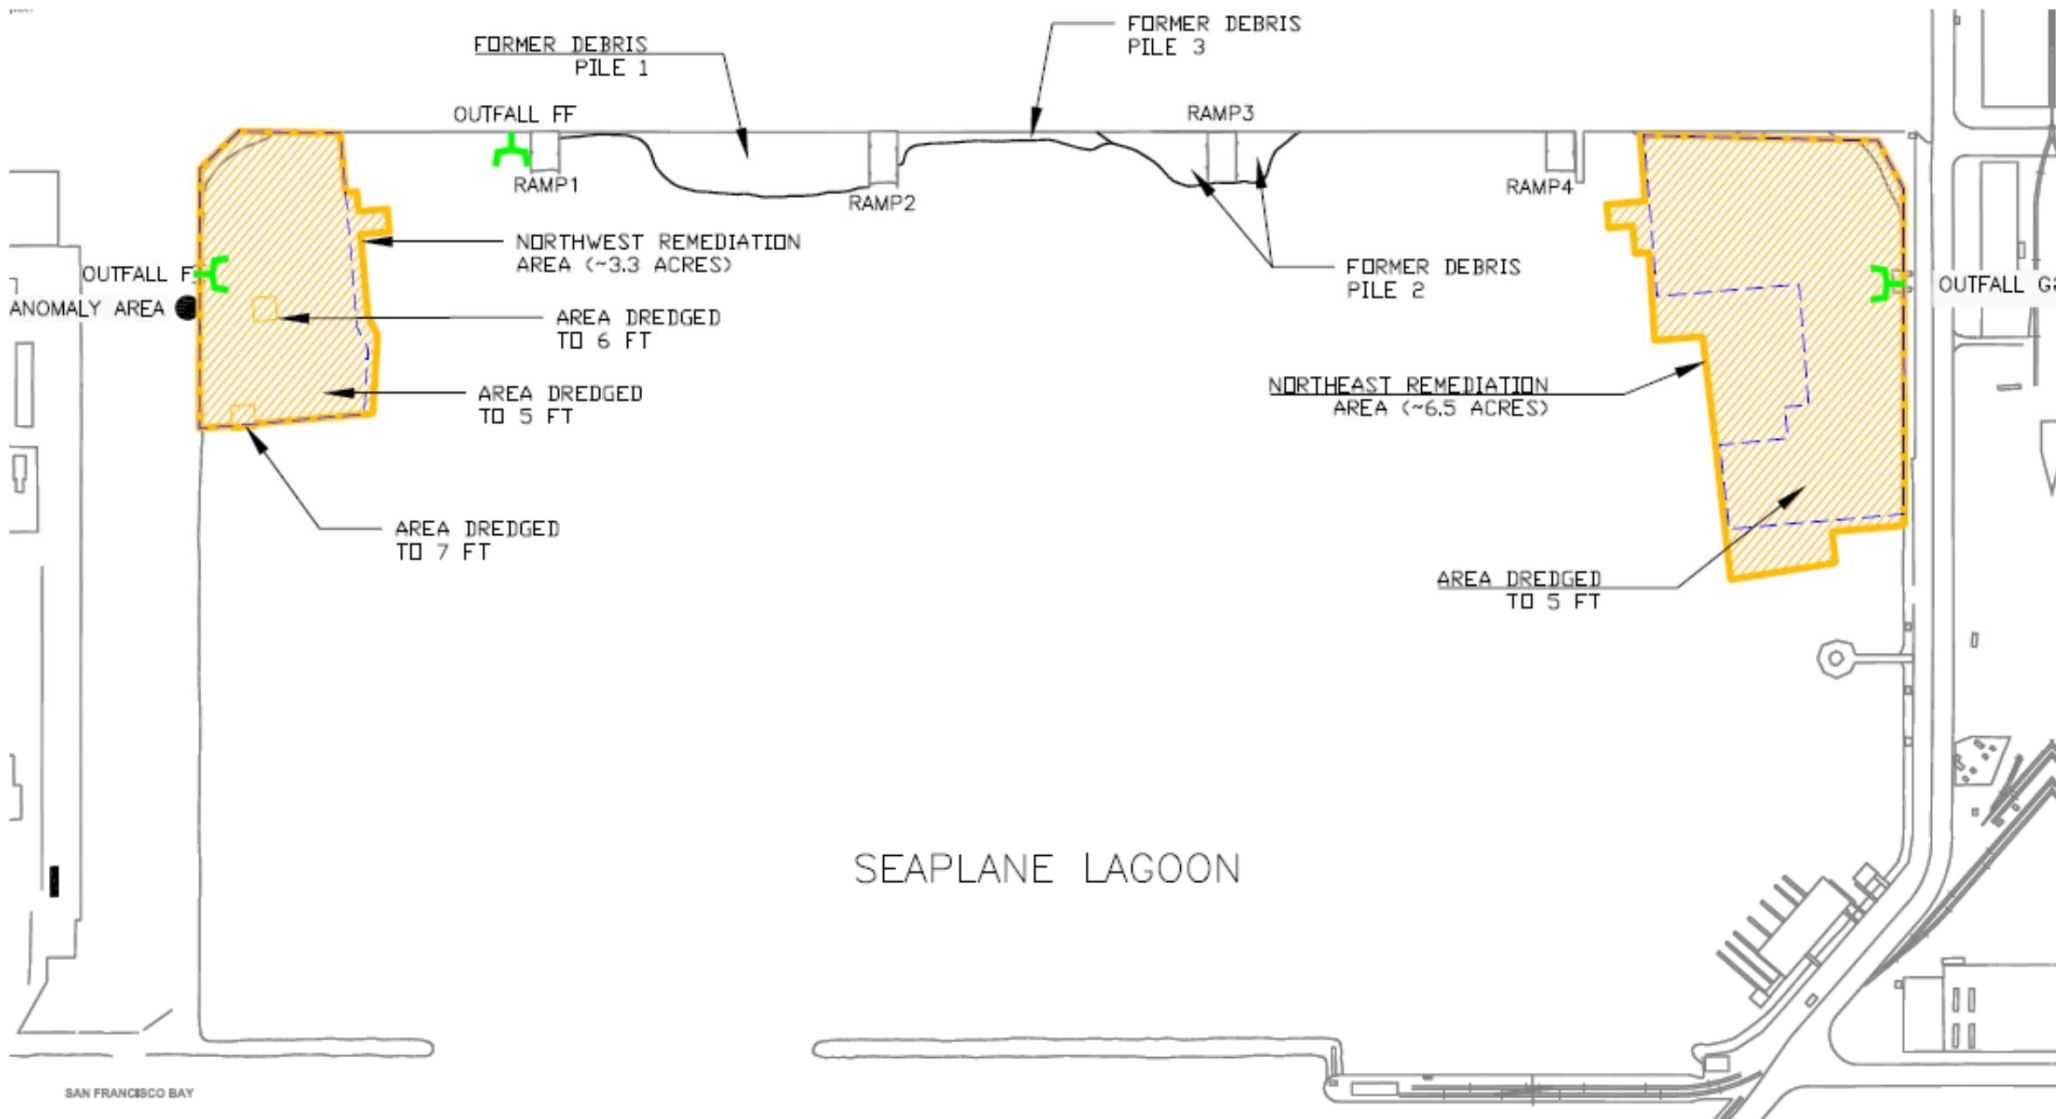 FORMER DEBRIS
PILE 3
FORMER DEBRIS
PILE 1
OUTFALL FF
RAMP3
RAMP1
RAMP2
RAMP4
NORTHWEST REMEDIATION
AREA (~3.3 ACRES)
FORMER DEBRIS
PILE 2
OUTFALL F
OUTFALL G
ANOMALY AREA
AREA DREDGED
TO 6 FT
AREA DREDGED
TO 5 FT
NORTHEAST REMEDIATION
AREA (~6.5 ACRES)
AREA DREDGED
TO 7 FT
AREA DREDGED
TO 5 FT
SEAPLANE LAGOON
SAN FRANCISCO BAY